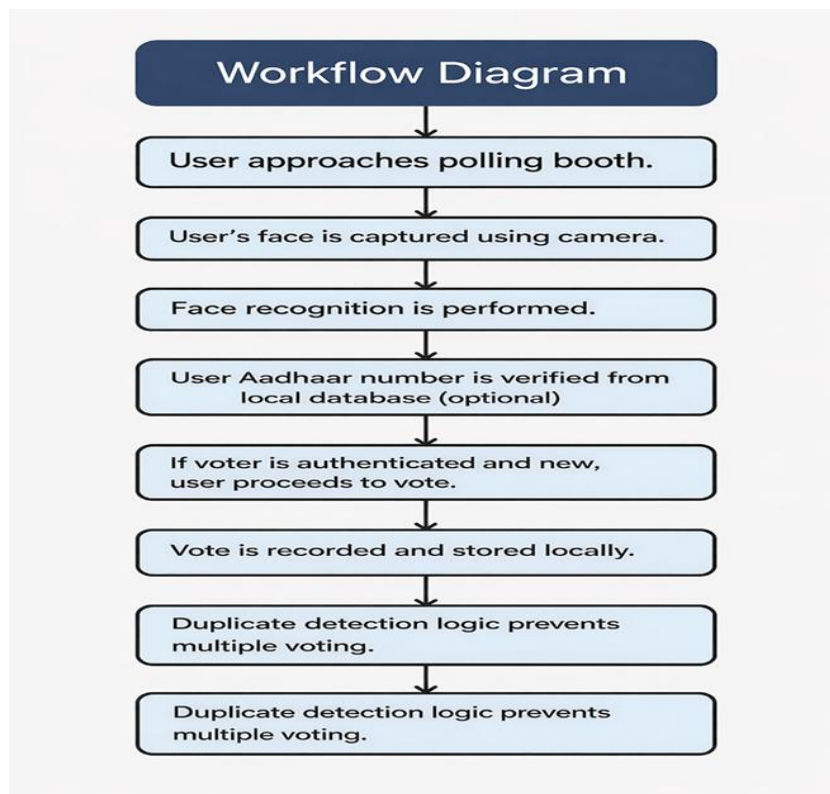 Workflow Diagram
User approaches polling booth.
User's face is captured using camera.
Face recognition is performed.
User Aadhaar number is verified from
local database (optional)
If voter is authenticated and new,
user proceeds to vote.
Vote is recorded and stored locally.
Duplicate detection logic prevents
multiple voting.
Duplicate detection logic prevents
multiple voting.